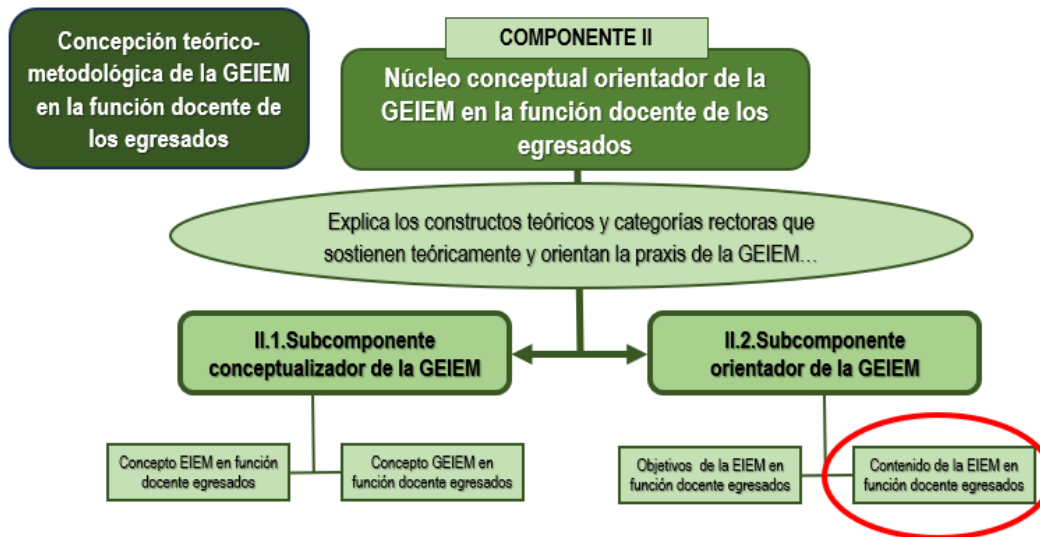 Concepción teórico-
metodológica de la GEIEM
en la función docente de
los egresados
COMPONENTE II
Núcleo conceptual orientador de la
GEIEM en la función docente de los
egresados
Explica los constructos teóricos y categorías rectoras que
sostienen teóricamente y orientan la praxis de la GEIEM...
II.1.Subcomponente
conceptualizador de la GEIEM
II.2.Subcomponente
orientador de la GEIEM
Concepto EIEM en función
docente egresados
Concepto GEIEM en
función docente egresados
Objetivos de la EIEM en
función docente egresados
Contenido de la EIEM en
función docente egresados